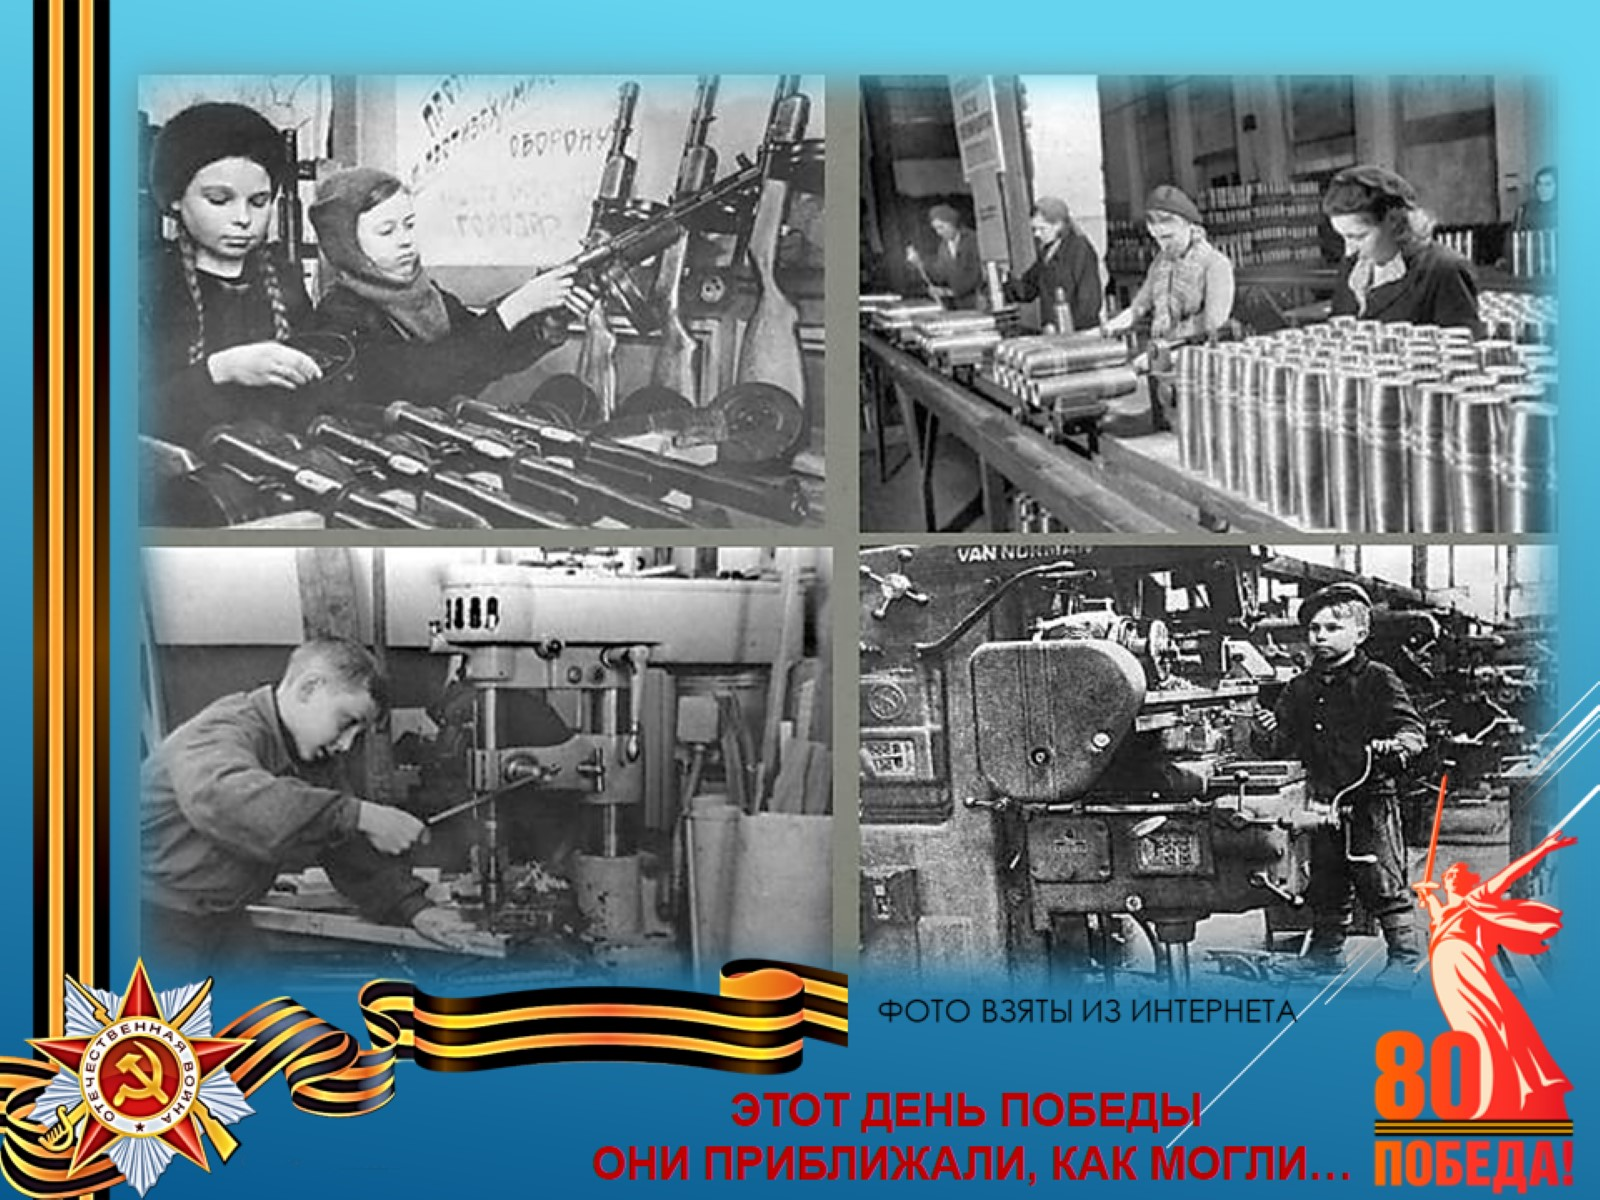 ОБОРОНУ
VAN NORMAN
ФОТО ВЗЯТЫ ИЗ ИНТЕРНЕТА
ОТЕЧЕСТВЕННАЯ ВОЙНА
ЭТОТ ДЕНЬ ПОБЕДЫ
ОНИ ПРИБЛИЖАЛИ, КАК МОГЛИ...
80
ПОБЕДА!